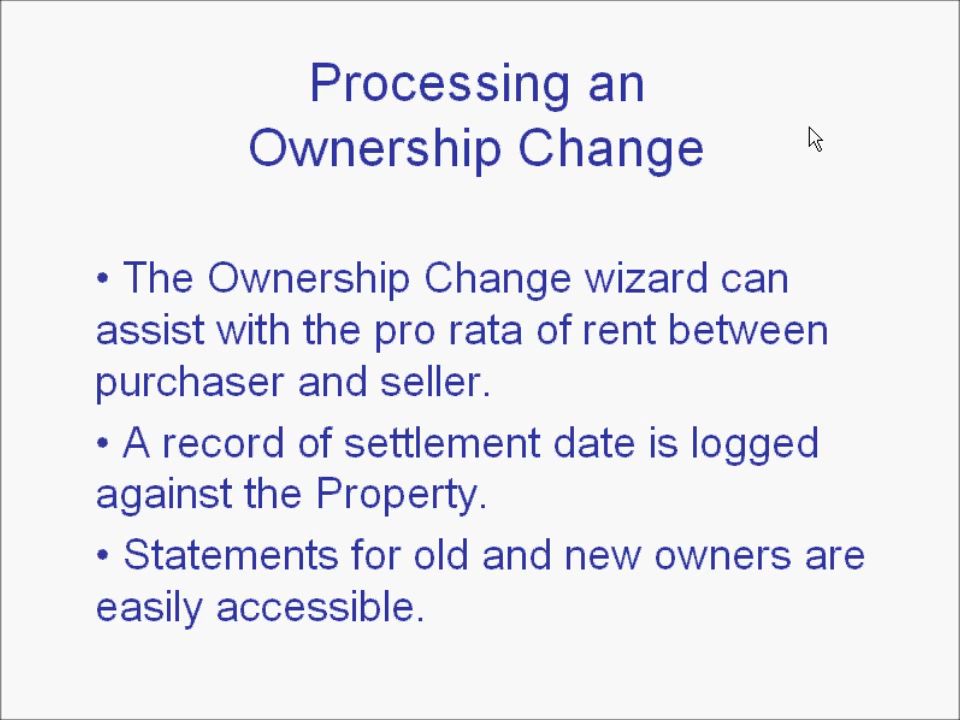 Processing an
Ownership Change
• The Ownership Change wizard can
assist with the pro rata of rent between
purchaser and seller.
• A record of settlement date is logged
against the Property.
• Statements for old and new owners are
easily accessible.